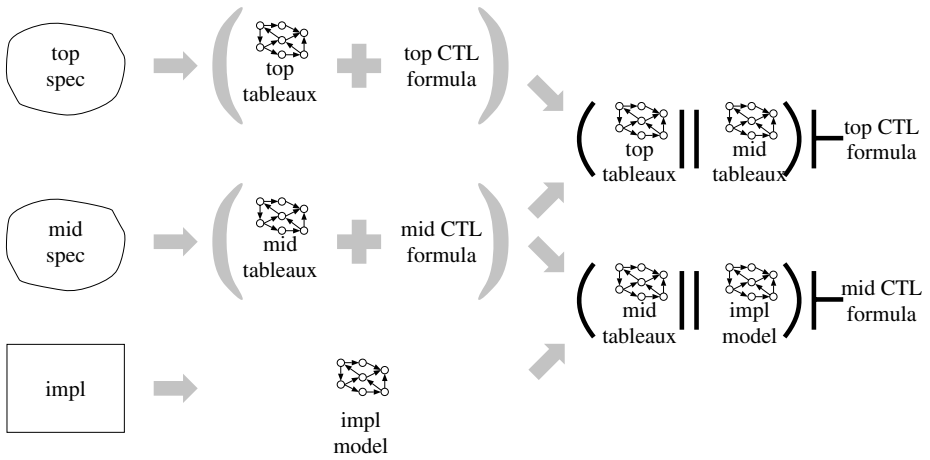 top
spec
top
tableaux
top CTL
formula
top
tableaux
mid
tableaux
top CTL
formula
mid
spec
mid
tableaux
mid CTL
formula
mid
tableaux
impl
model
mid CTL
formula
impl
impl
model